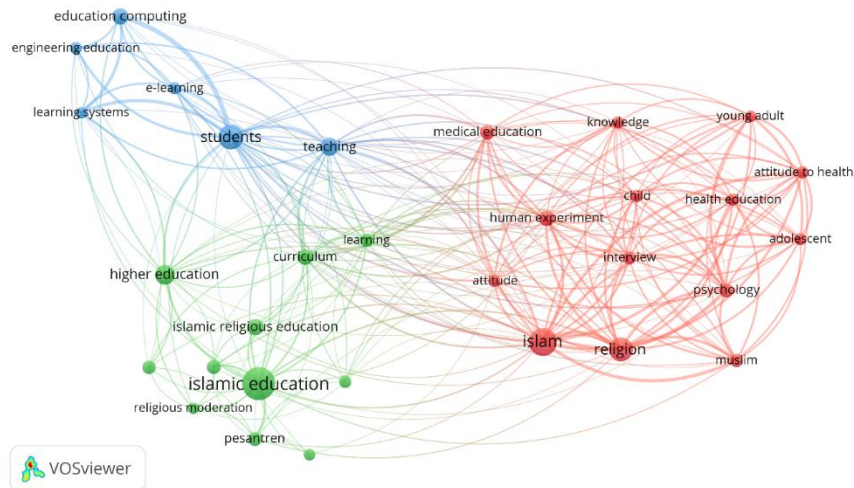 education computing
engineering education
e-learning
learning systems
students
teaching
medical education
knowledge
young adult
attitude to health
child
health education
human experiment
adolescent
learning
curriculum
interview
higher education
attitude
psychology
islamic religious education
islam
religion
muslim
islamic education
religious moderation
pesantren
VOSviewer